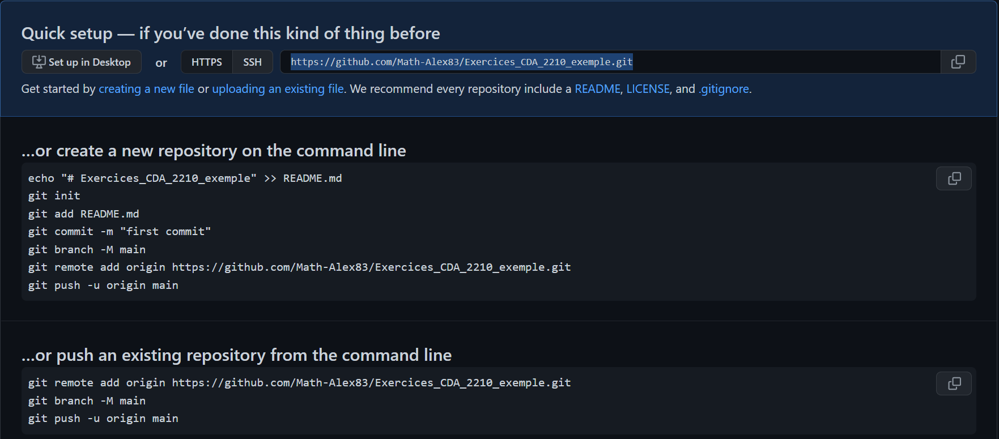 Quick setup — if you’ve done this kind of thing before
Set up in Desktop or HTTPS SSH https://github.com/Math-Alex83/Exercices_CDA_2210_exemple.git
Get started by creating a new file or uploading an existing file. We recommend every repository include a README, LICENSE, and .gitignore.
…or create a new repository on the command line
echo "# Exercices_CDA_2210_exemple" >> README.md
git init
git add README.md
git commit -m "first commit"
git branch -M main
git remote add origin https://github.com/Math-Alex83/Exercices_CDA_2210_exemple.git
git push -u origin main
…or push an existing repository from the command line
git remote add origin https://github.com/Math-Alex83/Exercices_CDA_2210_exemple.git
git branch -M main
git push -u origin main